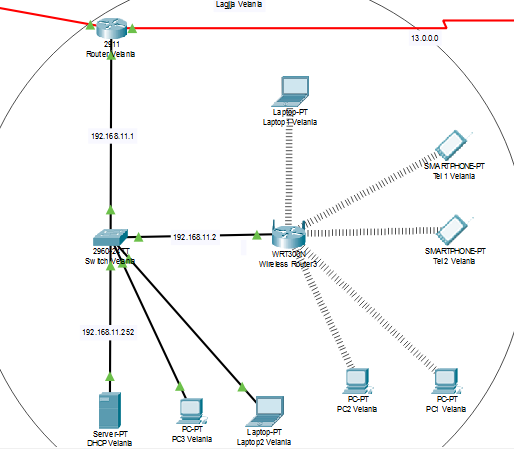 Lagjja Velania
2911
Router Velania
13.0.0.0
Laptop-PT
Laptop1 Velania
192.168.11.1
SMARTPHONE-PT
Tel 1 Velania
192.168.11.2
2960-24TT
Switch Velania
WRT300N
Wireless Router3
SMARTPHONE-PT
Tel2 Velania
192.168.11.252
Server-PT
DHCP Velania
PC-PT
PC3 Velania
Laptop-PT
Laptop2 Velania
PC-PT
PC2 Velania
PC-PT
PC1 Velania